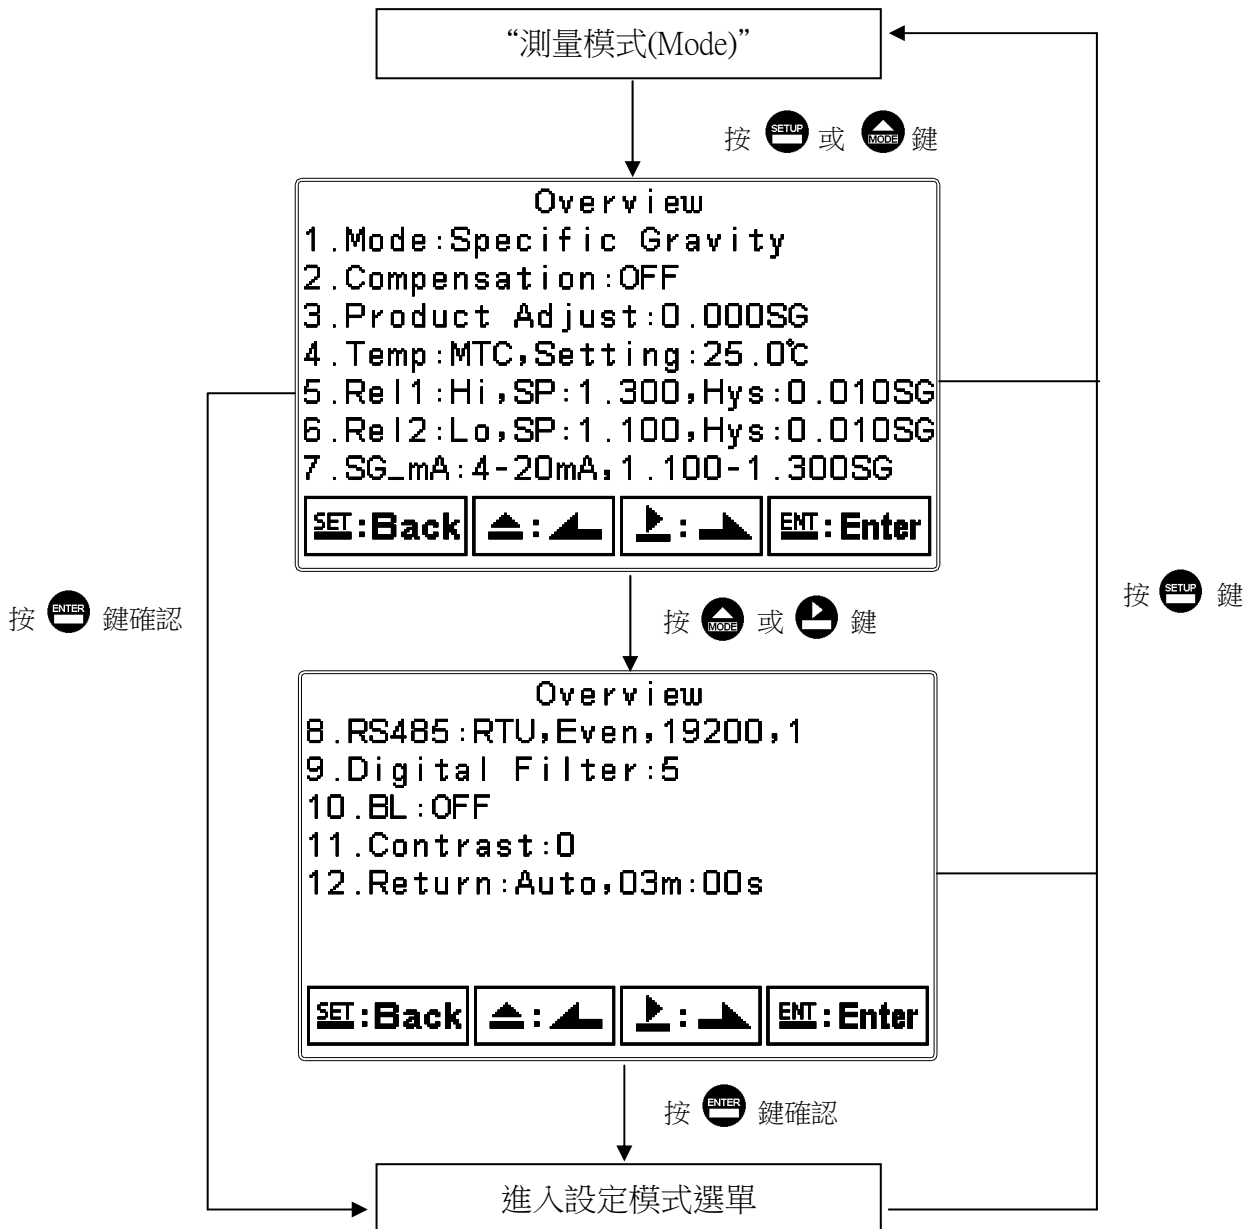 “測量模式(Mode)”
按 SETUP 或 MODE 鍵
Overview
1.Mode:Specific Gravity
2.Compensation:OFF
3.Product Adjust:0.000SG
4.Temp:MTC,Setting:25.0℃
5.Rel1:Hi,SP:1.300,Hys:0.010SG
6.Rel2:Lo,SP:1.100,Hys:0.010SG
7.SG_mA:4-20mA,1.100-1.300SG
SET:Back : : ENT:Enter
按 ENTER 鍵確認
按 MODE 或 鍵
按 SETUP 鍵
Overview
8.RS485:RTU,Even,19200,1
9.Digital Filter:5
10.BL:OFF
11.Contrast:0
12.Return:Auto,03m:00s
SET:Back : : ENT:Enter
按 ENTER 鍵確認
進入設定模式選單